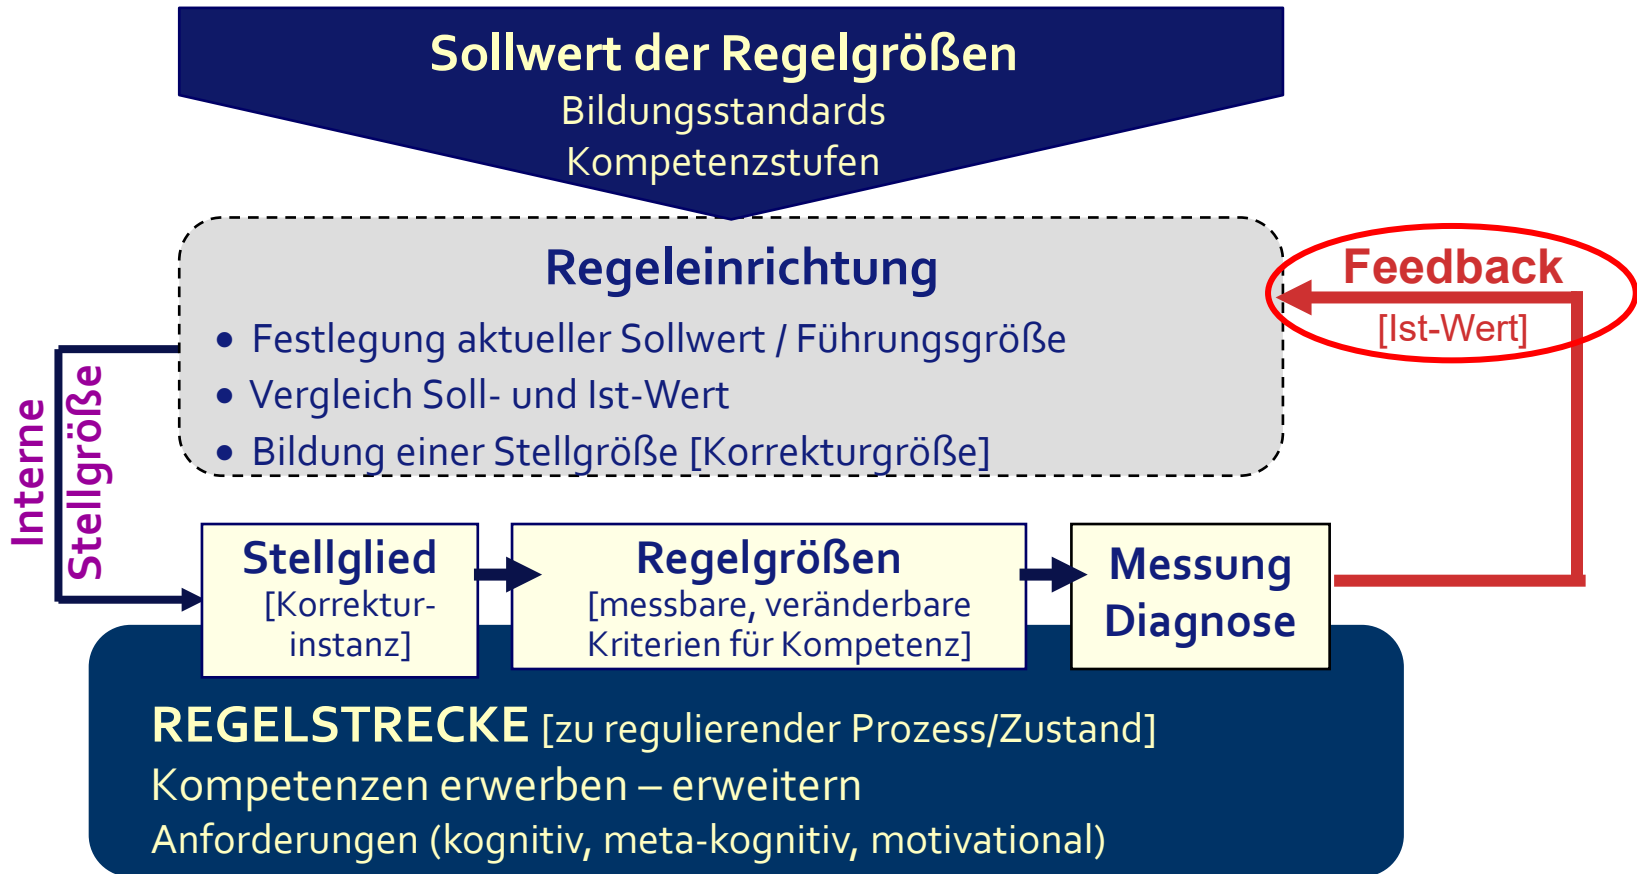 Sollwert der Regelgrößen
Bildungsstandards
Kompetenzstufen
Regeleinrichtung
• Festlegung aktueller Sollwert / Führungsgröße
• Vergleich Soll- und Ist-Wert
• Bildung einer Stellgröße [Korrekturgröße]
Feedback
[Ist-Wert]
Interne
Stellgröße
Stellglied
[Korrektur-
instanz]
Regelgrößen
[messbare, veränderbare
Kriterien für Kompetenz]
Messung
Diagnose
REGELSTRECKE [zu regulierender Prozess/Zustand]
Kompetenzen erwerben – erweitern
Anforderungen (kognitiv, meta-kognitiv, motivational)